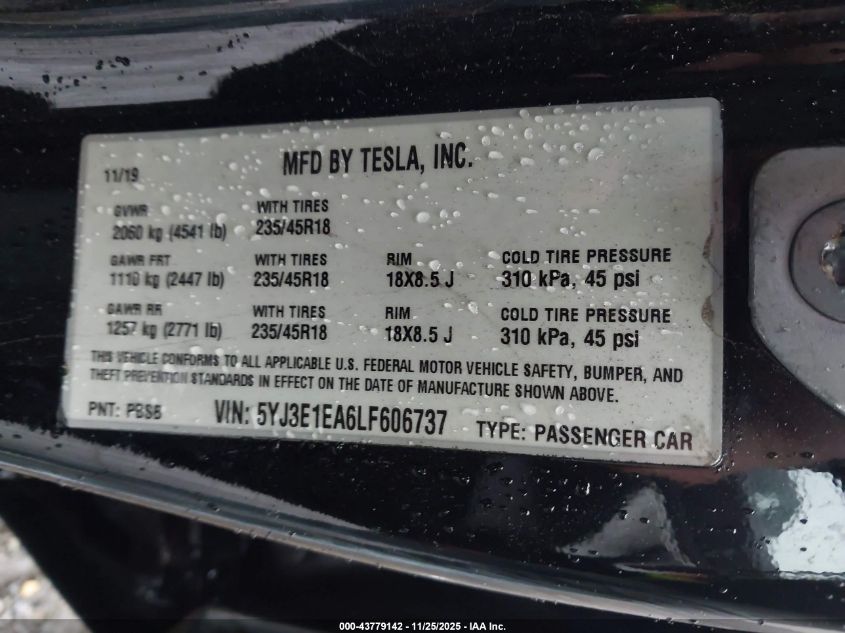 MFD BY TESLA, INC.
11/19
GVWR WITH TIRES
2060 kg (4541 lb) 235/45R18
GAWR FRT WITH TIRES RIM COLD TIRE PRESSURE
1110 kg (2447 lb) 235/45R18 18X8.5 J 310 kPa, 45 psi
GAWR RR WITH TIRES RIM COLD TIRE PRESSURE
1257 kg (2771 lb) 235/45R18 18X8.5 J 310 kPa, 45 psi
THIS VEHICLE CONFORMS TO ALL APPLICABLE U.S. FEDERAL MOTOR VEHICLE SAFETY, BUMPER, AND
THEFT PREVENTION STANDARDS IN EFFECT ON THE DATE OF MANUFACTURE SHOWN ABOVE.
PNT: PBSB VIN: 5YJ3E1EA6LF606737 TYPE: PASSENGER CAR
000-43779142 - 11/25/2025 - IAA Inc.